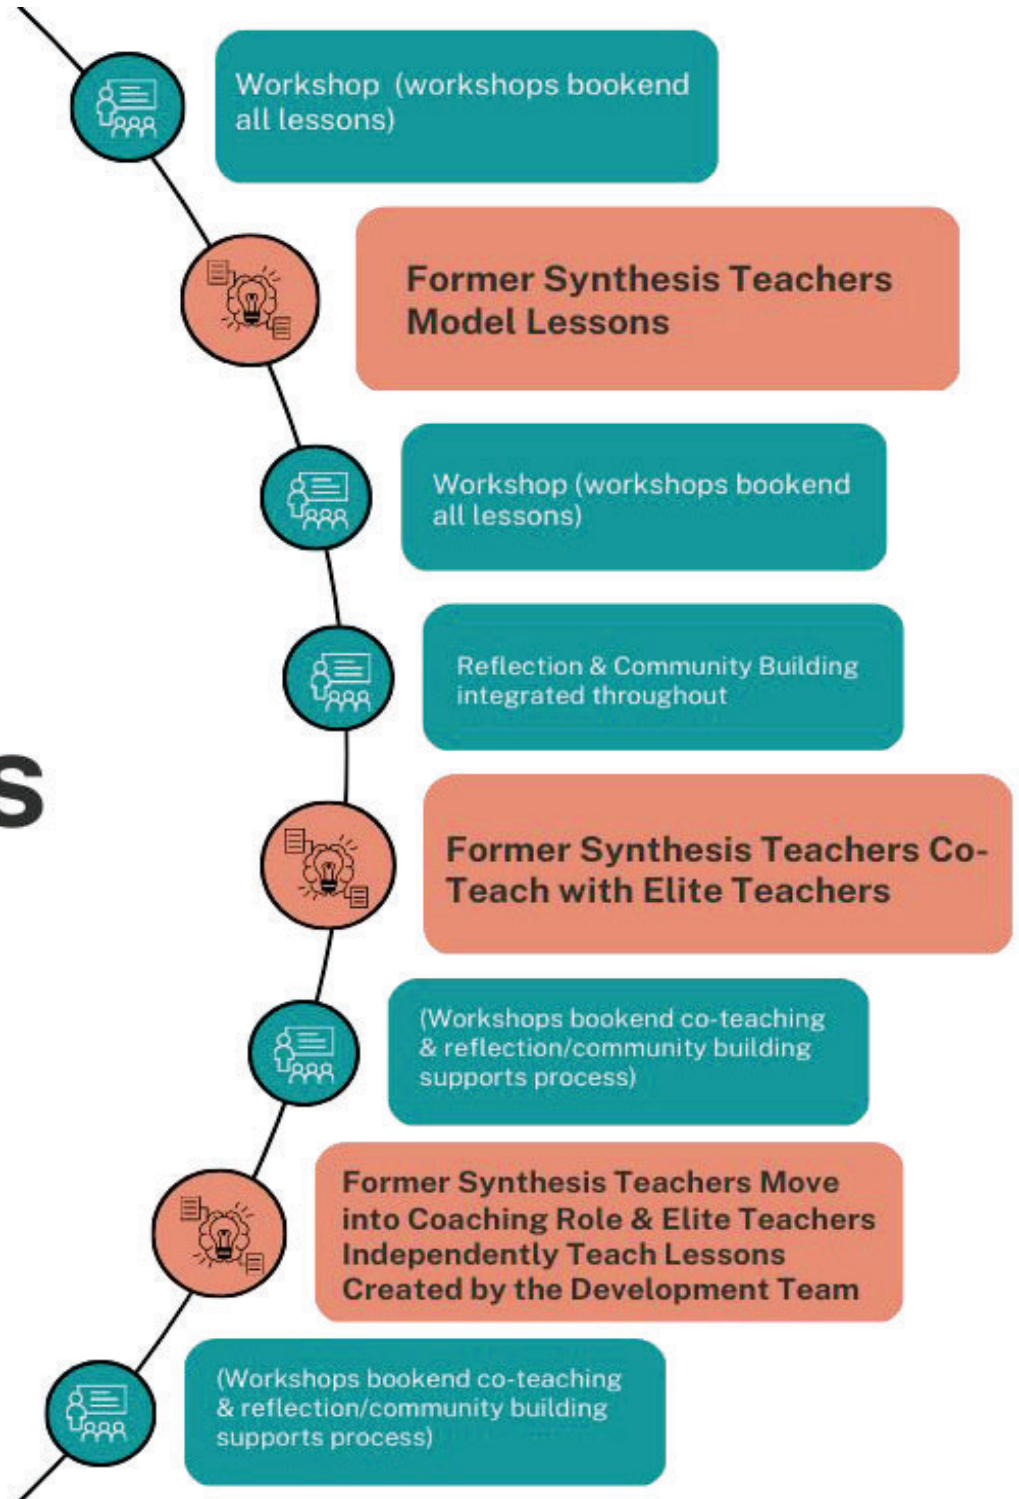 Workshop (workshops bookend
all lessons)
Former Synthesis Teachers
Model Lessons
Workshop (workshops bookend
all lessons)
Reflection & Community Building
integrated throughout
s
Former Synthesis Teachers Co-
Teach with Elite Teachers
(Workshops bookend co-teaching
& reflection/community building
supports process)
Former Synthesis Teachers Move
into Coaching Role & Elite Teachers
Independently Teach Lessons
Created by the Development Team
(Workshops bookend co-teaching
& reflection/community building
supports process)